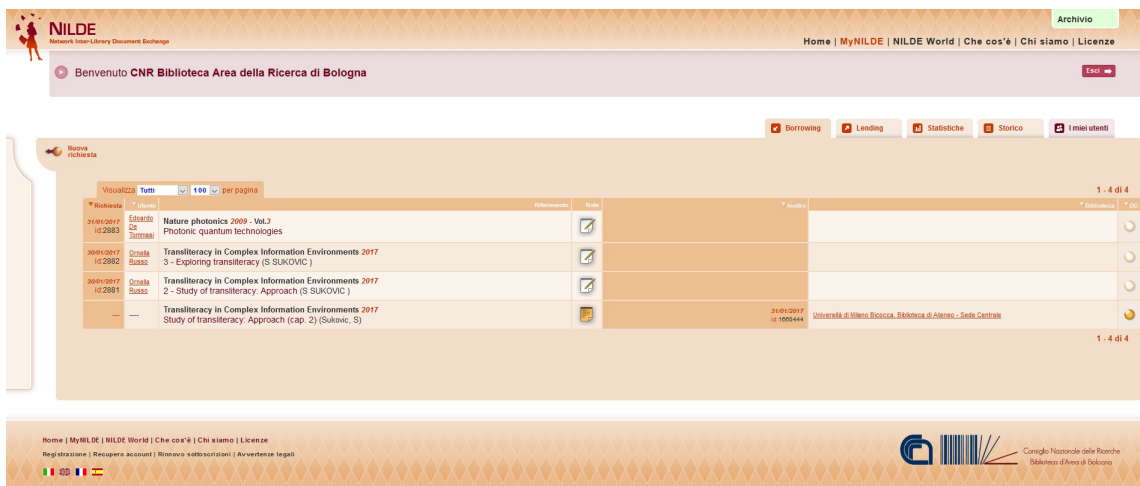 Archivio
NILDE
Network Inter-Library Document Exchange
Home | MyNILDE | NILDE World | Che cos'è | Chi siamo | Licenze
Benvenuto CNR Biblioteca Area della Ricerca di Bologna
Esci
Borrowing Lending Statistiche Storico I miei utenti
Nuova
richiesta
Visualizza Tutti 100 per pagina 1 - 4 di 4
Richiesta Utente Riferimento Note Inoltro Biblioteca DD
31/01/2017 id:2883 Edoardo De Tommasi Nature photonics 2009 - Vol.3
Photonic quantum technologies
30/01/2017 id:2882 Ornella Russo Transliteracy in Complex Information Environments 2017
3 - Exploring transliteracy (S SUKOVIC )
30/01/2017 id:2881 Ornella Russo Transliteracy in Complex Information Environments 2017
2 - Study of transliteracy: Approach (S SUKOVIC )
--- ---- Transliteracy in Complex Information Environments 2017
Study of transliteracy: Approach (cap. 2) (Sukovic, S)
31/01/2017
Università di Milano Bicocca. Biblioteca di Ateneo - Sede Centrale
1 - 4 di 4
Home | MyNILDE | NILDE World | Che cos'è | Chi siamo | Licenze
Registrazione | Recupero account | Rinnovo sottoscrizioni | Avvertenze legali
Consiglio Nazionale delle Ricerche
Biblioteca d'Area di Bologna